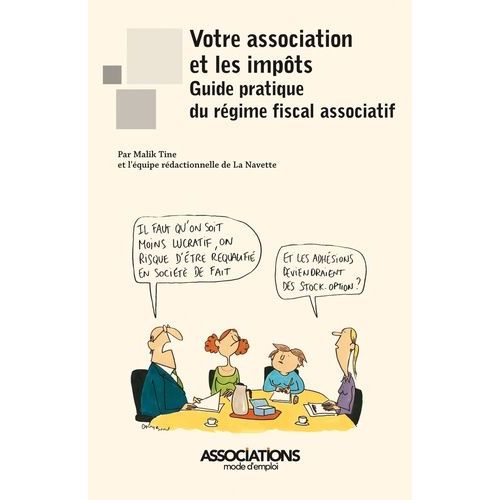 Votre association
et les impôts
Guide pratique
du régime fiscal associatif
Par Malik Tine
et l'équipe rédactionnelle de La Navette
IL FAUT QU'ON SOIT
MOINS LUCRATIF, ON
RISQUE D'ÊTRE REQUALIFIÉ
EN SOCIÉTÉ DE FAIT
ET LES ADHÉSIONS
DEVIENDRAIENT
DES STOCK-OPTION ?
ASSOCIATIONS
mode d'emploi